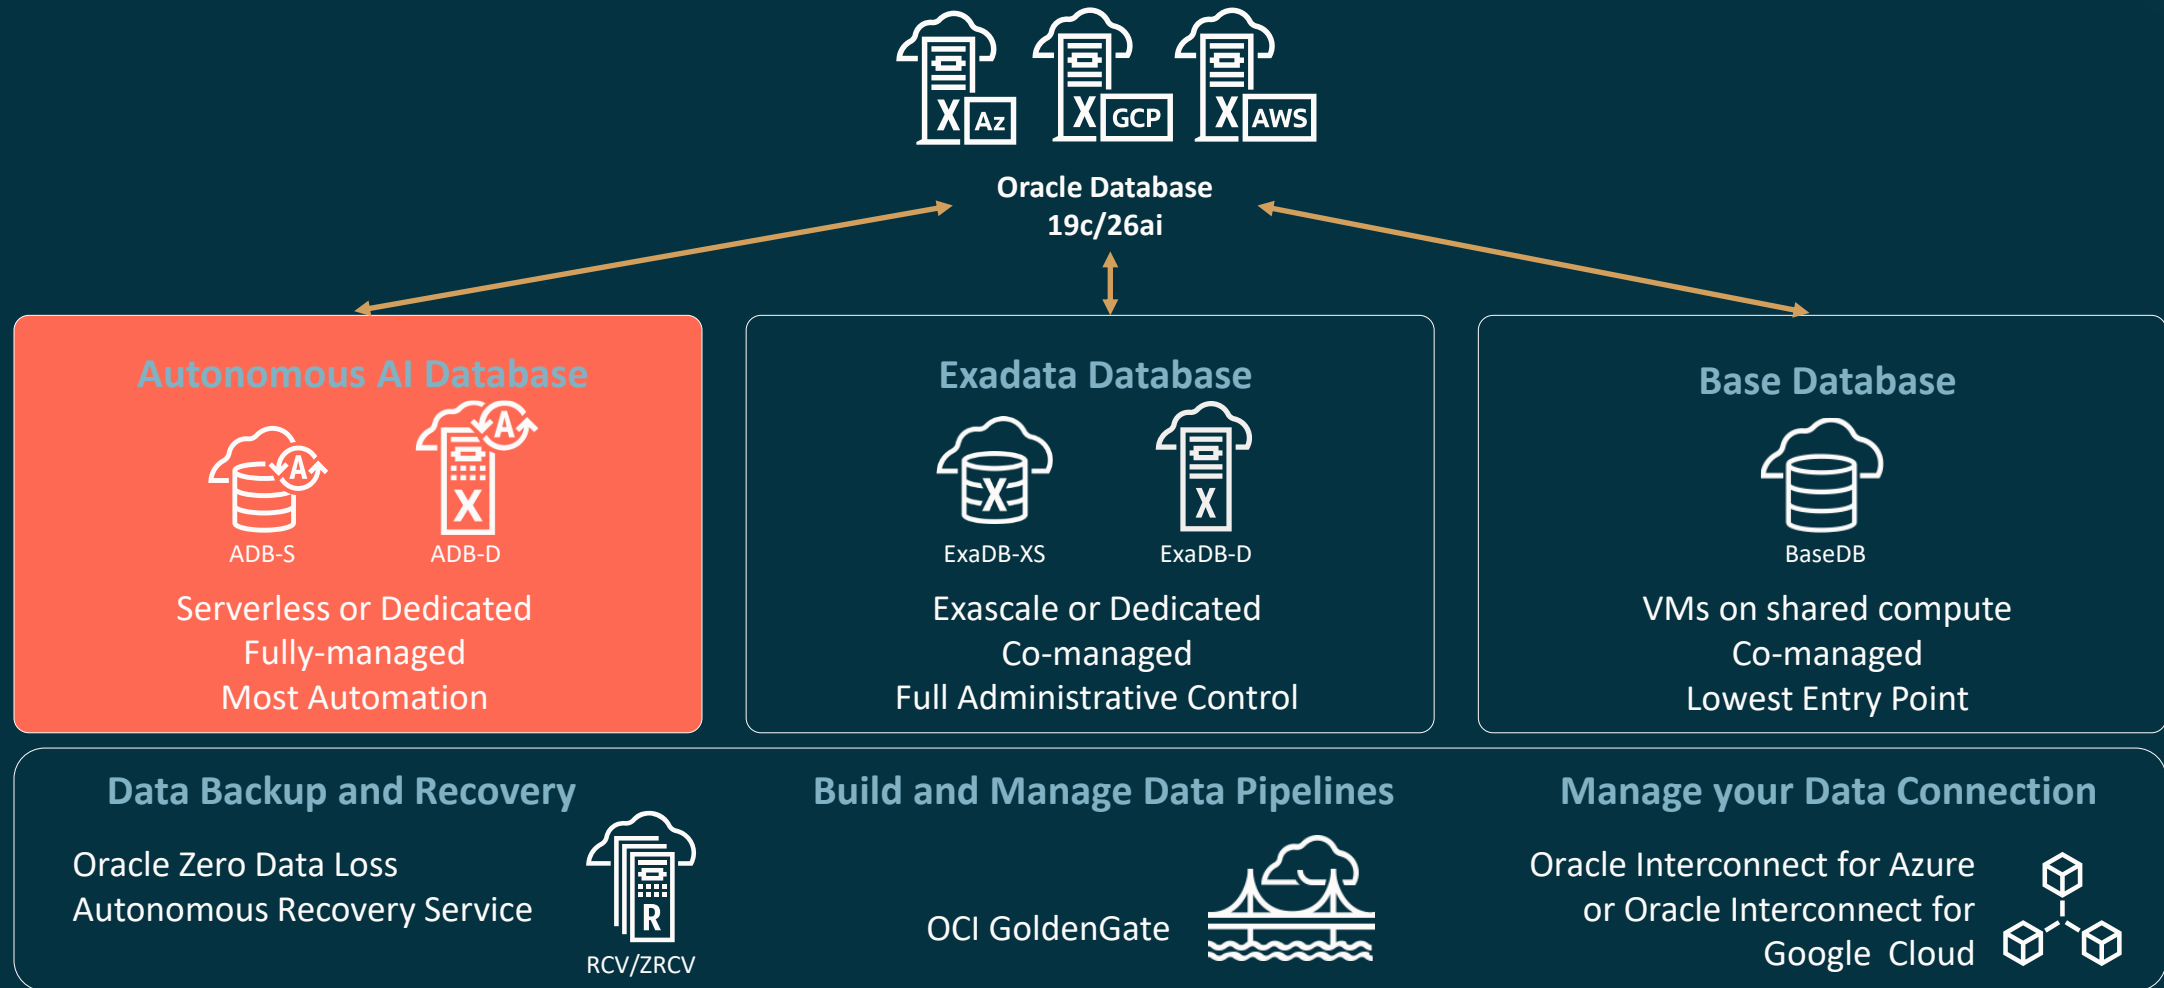 X Az
X GCP
X AWS
Oracle Database
19c/26ai
Autonomous AI Database
A
A
X
ADB-S
ADB-D
Serverless or Dedicated
Fully-managed
Most Automation
Exadata Database
X
X
ExaDB-XS
ExaDB-D
Exascale or Dedicated
Co-managed
Full Administrative Control
Base Database
BaseDB
VMs on shared compute
Co-managed
Lowest Entry Point
Data Backup and Recovery
Oracle Zero Data Loss
Autonomous Recovery Service
R
RCV/ZRCV
Build and Manage Data Pipelines
OCI GoldenGate
Manage your Data Connection
Oracle Interconnect for Azure
or Oracle Interconnect for
Google Cloud